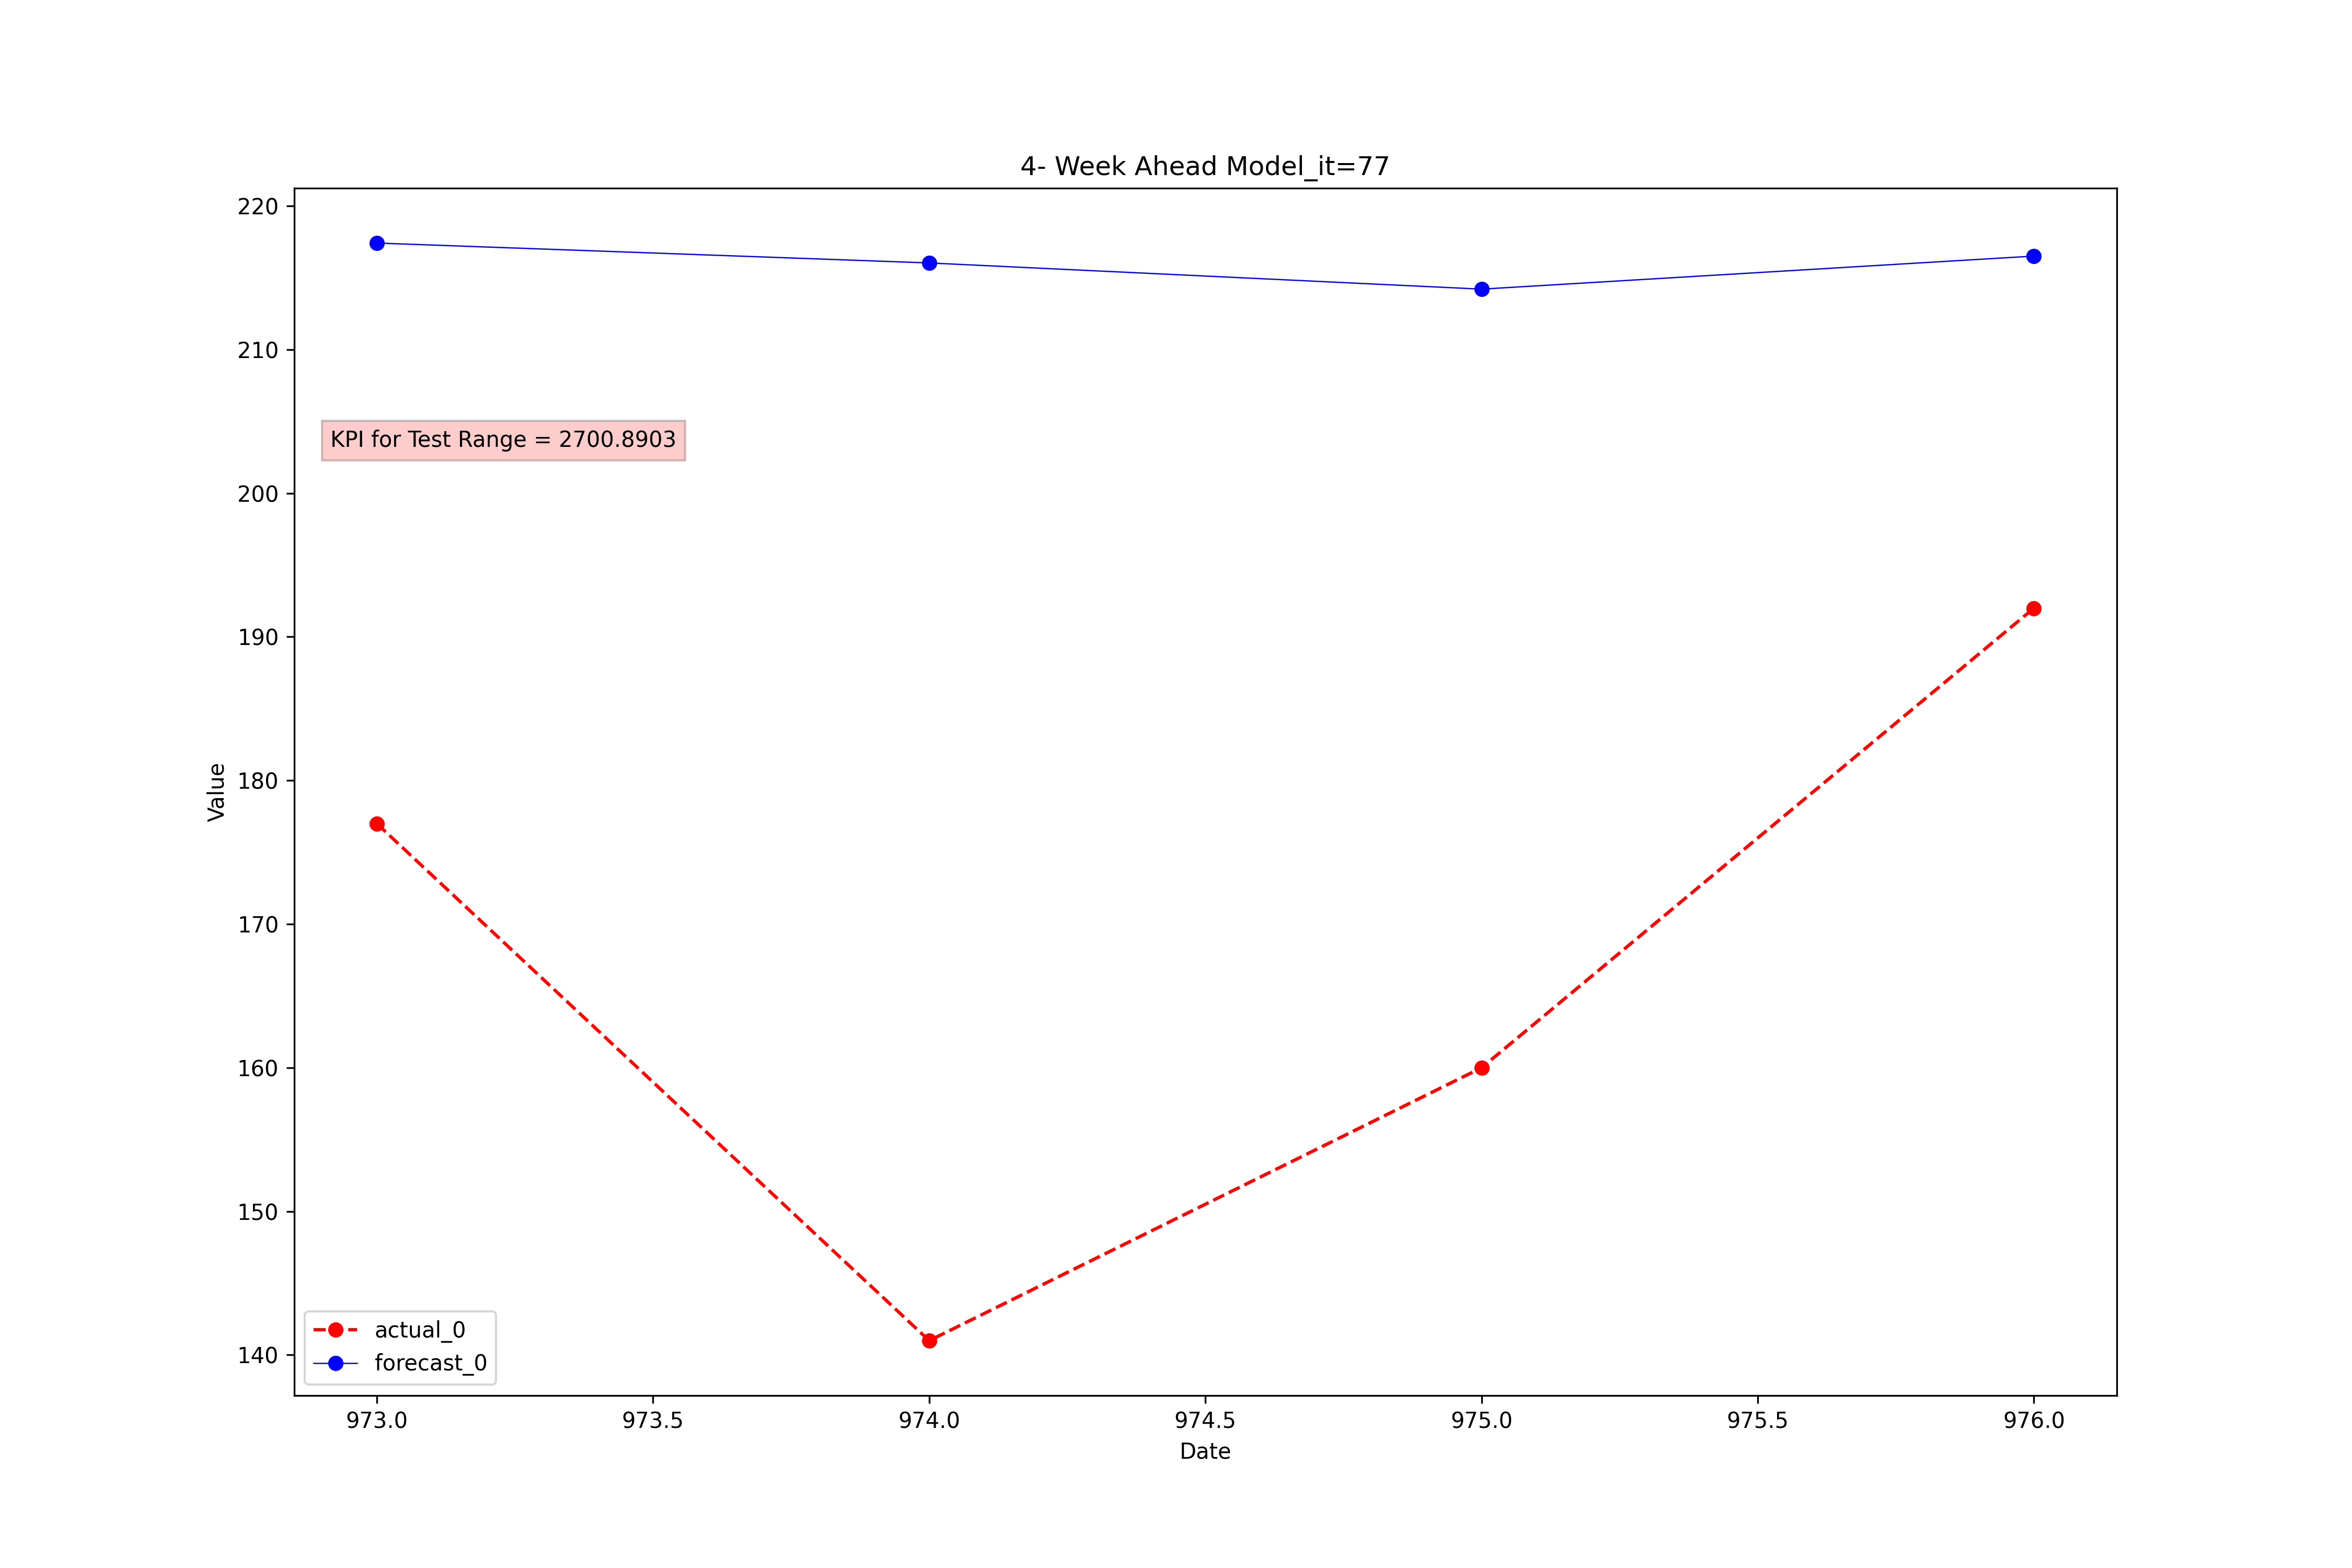 4- Week Ahead Model_it=77
220
210
200
190
180
170
160
150
140
Value
KPI for Test Range = 2700.8903
actual_0
forecast_0
973.0 973.5 974.0 974.5 975.0 975.5 976.0
Date